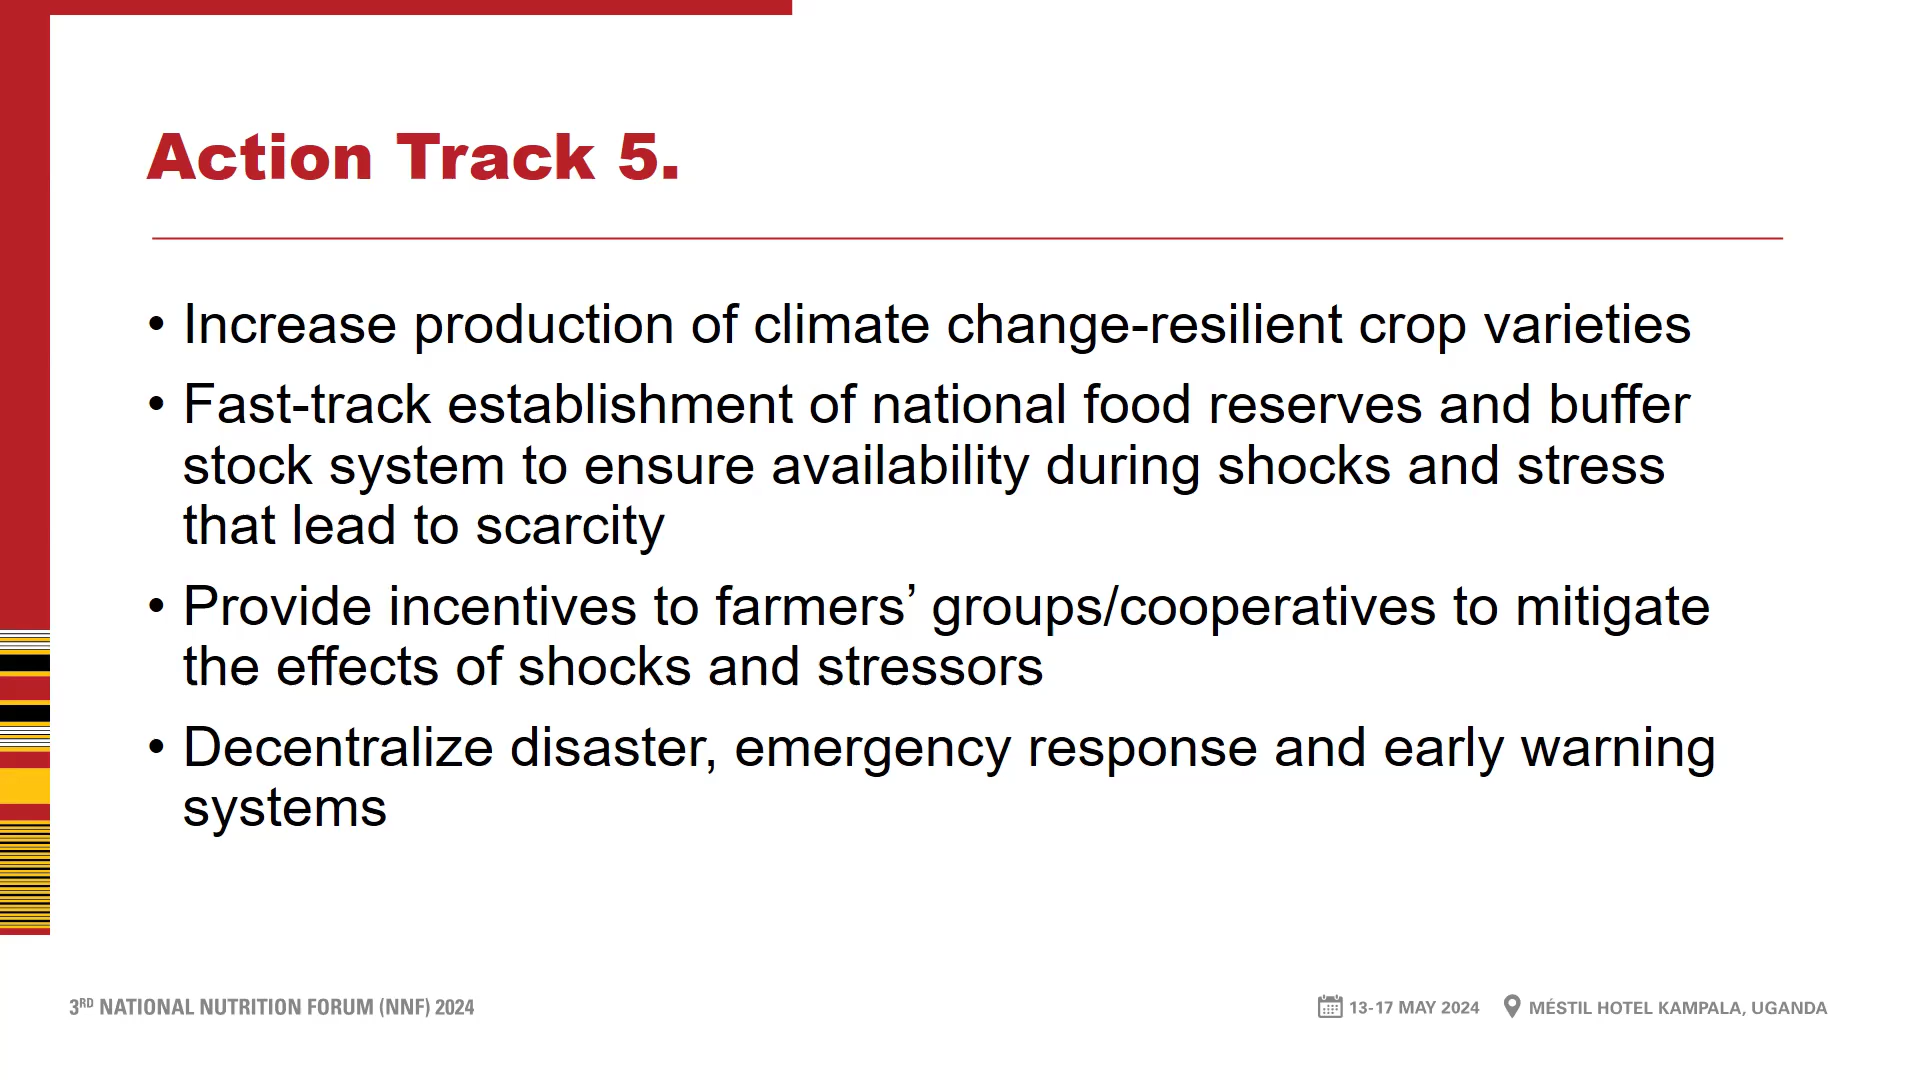 Action Track 5.
• Increase production of climate change-resilient crop varieties
• Fast-track establishment of national food reserves and buffer
stock system to ensure availability during shocks and stress
that lead to scarcity
• Provide incentives to farmers’ groups/cooperatives to mitigate
the effects of shocks and stressors
• Decentralize disaster, emergency response and early warning
systems
3RD NATIONAL NUTRITION FORUM (NNF) 2024
13-17 MAY 2024 MÉSTIL HOTEL KAMPALA, UGANDA